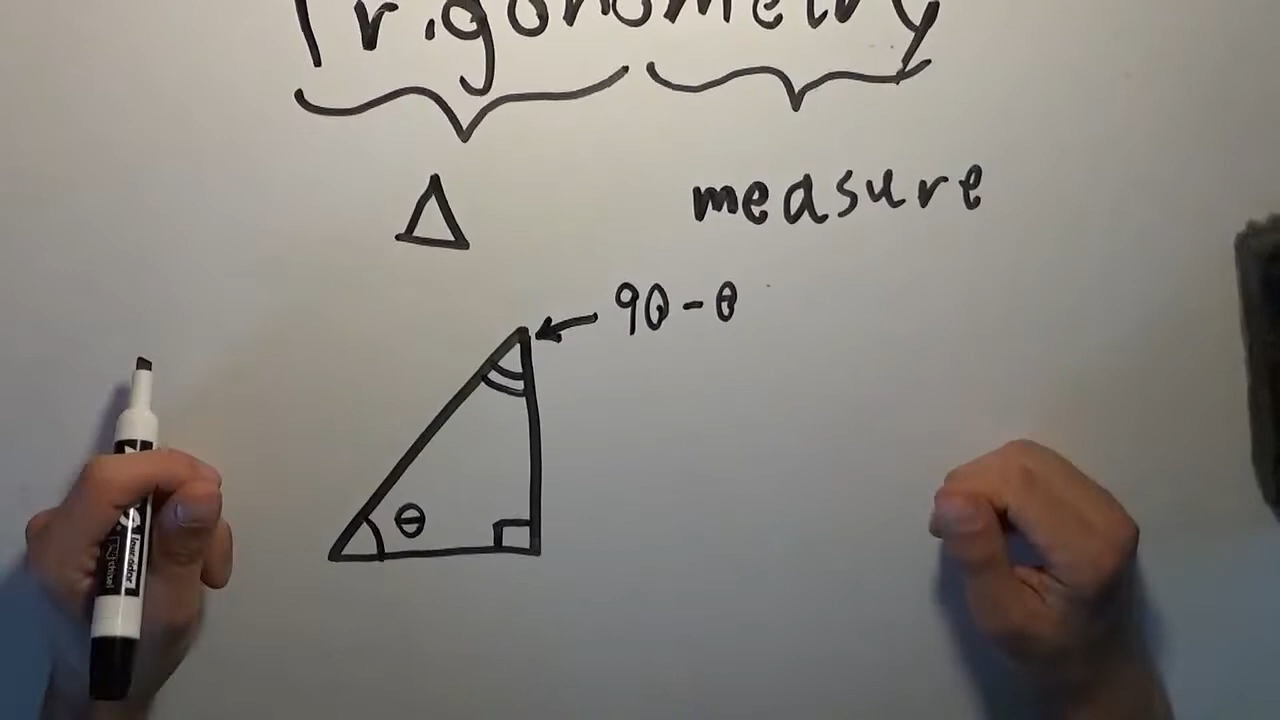 Trigonometry
Δ measure
90 - θ
θ